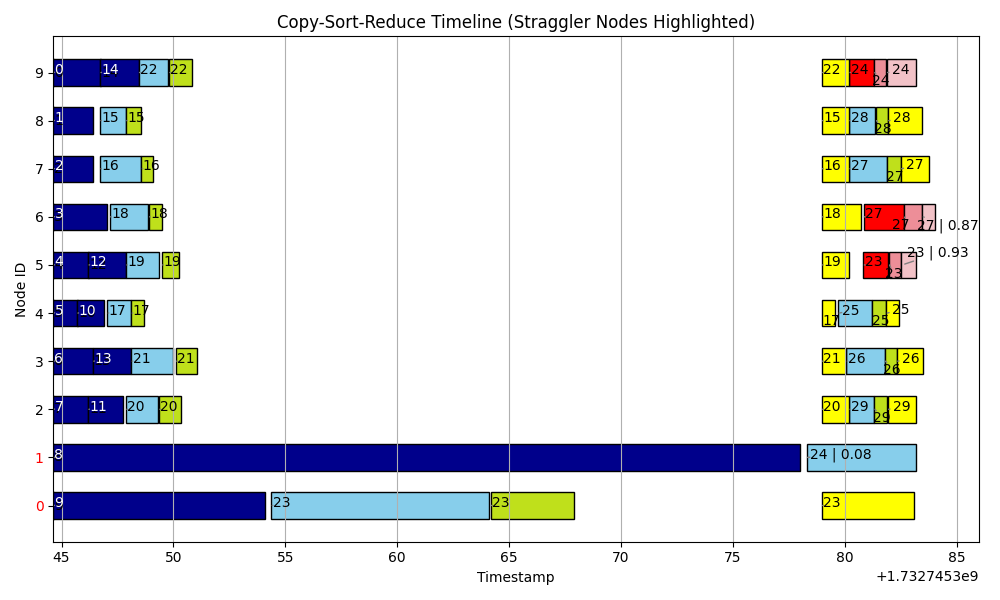 Copy-Sort-Reduce Timeline (Straggler Nodes Highlighted)
Node ID
9 0 14 22 22 22 24 24 24
8 1 15 15 15 28 28 28
7 2 16 16 16 27 27 27
6 3 18 18 18 27 27 27 | 0.87
5 4 12 19 19 19 23 23 23 | 0.93
4 5 10 17 17 17 25 25 25
3 6 13 21 21 21 26 26 26
2 7 11 20 20 20 29 29 29
1 8 24 | 0.08
0 9 23 23 23
45 50 55 60 65 70 75 80 85
Timestamp
+1.7327453e9